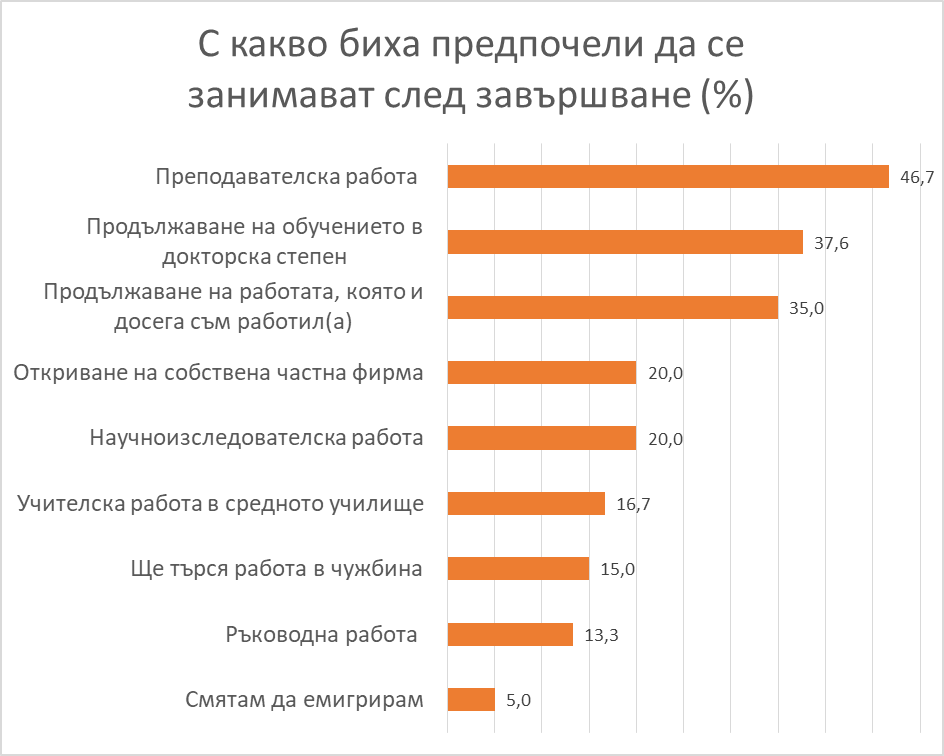 С какво биха предпочели да се
занимават след завършване (%)
Преподавателска работа
46,7
Продължаване на обучението в
докторска степен
37,6
Продължаване на работата, която и
досега съм работил(а)
35,0
Откриване на собствена частна фирма
20,0
Научноизследователска работа
20,0
Учителска работа в средното училище
16,7
Ще търся работа в чужбина
15,0
Ръководна работа
13,3
Смятам да емигрирам
5,0